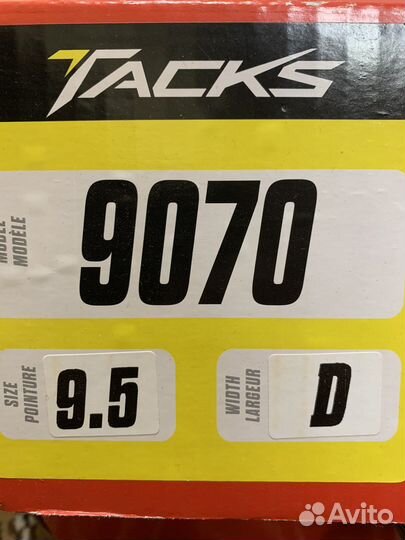 TACKS
MODEL
MODÈLE
9070
SIZE
POINTURE
9.5
WIDTH
LARGEUR
D
Avito